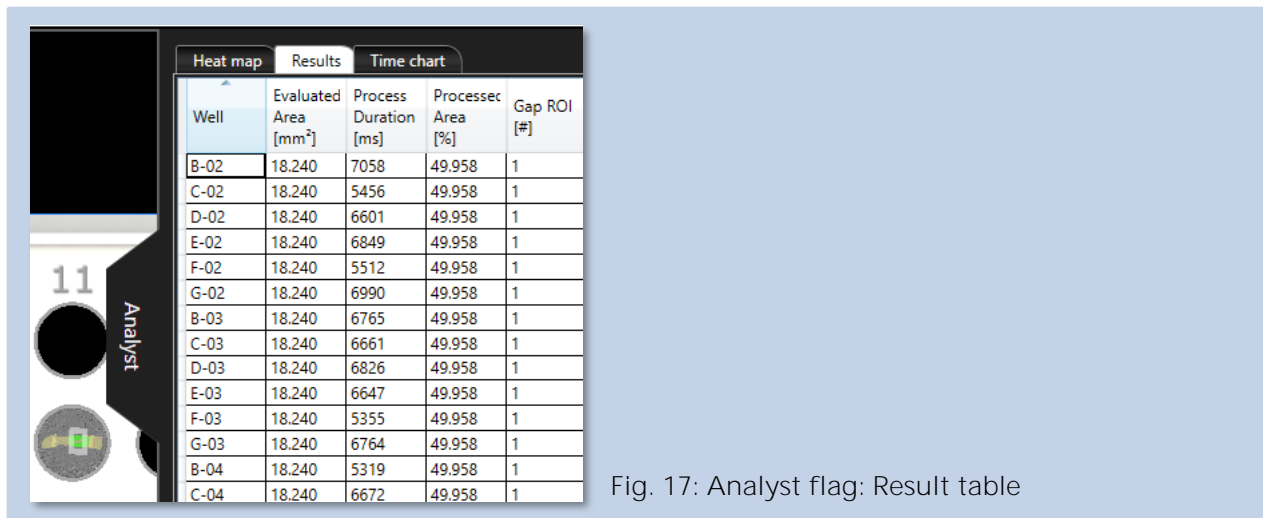 Heat map Results Time chart
Well Evaluated Area [mm²] Process Duration [ms] Processec Area [%] Gap ROI [#]
B-02 18.240 7058 49.958 1
C-02 18.240 5456 49.958 1
D-02 18.240 6601 49.958 1
E-02 18.240 6849 49.958 1
F-02 18.240 5512 49.958 1
G-02 18.240 6990 49.958 1
B-03 18.240 6765 49.958 1
C-03 18.240 6661 49.958 1
D-03 18.240 6826 49.958 1
E-03 18.240 6647 49.958 1
F-03 18.240 5355 49.958 1
G-03 18.240 6764 49.958 1
B-04 18.240 5319 49.958 1
C-04 18.240 6672 49.958 1
11
Analyst
Fig. 17: Analyst flag: Result table